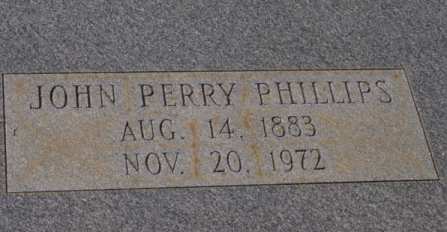 JOHN PERRY PHILLIPS
AUG. 14, 1883
NOV. 20, 1972